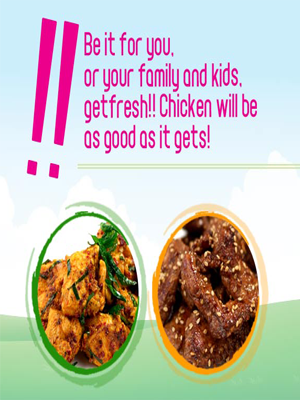 !!
Be it for you,
or your family and kids,
getfresh!! Chicken will be
as good as it gets!